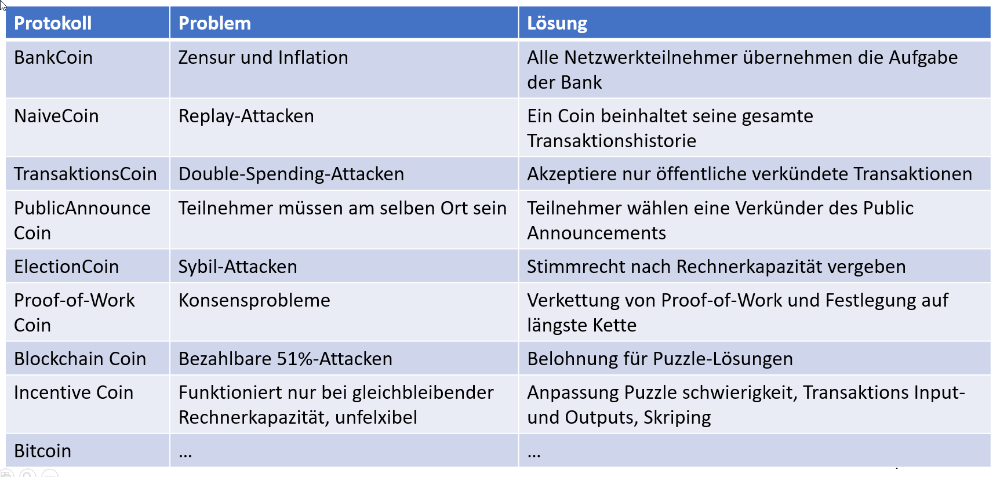 Protokoll Problem Lösung
BankCoin Zensur und Inflation Alle Netzwerkteilnehmer übernehmen die Aufgabe
der Bank
NaiveCoin Replay-Attacken Ein Coin beinhaltet seine gesamte
Transaktionshistorie
TransaktionsCoin Double-Spending-Attacken Akzeptiere nur öffentliche verkündete Transaktionen
PublicAnnounce Teilnehmer müssen am selben Ort sein Teilnehmer wählen eine Verkünder des Public
Coin Announcements
ElectionCoin Sybil-Attacken Stimmrecht nach Rechnerkapazität vergeben
Proof-of-Work Konsensprobleme Verkettung von Proof-of-Work und Festlegung auf
Coin längste Kette
Blockchain Coin Bezahlbare 51%-Attacken Belohnung für Puzzle-Lösungen
Incentive Coin Funktioniert nur bei gleichbleibender Anpassung Puzzle schwierigkeit, Transaktions Input-
Rechnerkapazität, unfelxibel und Outputs, Skriping
Bitcoin ... ...